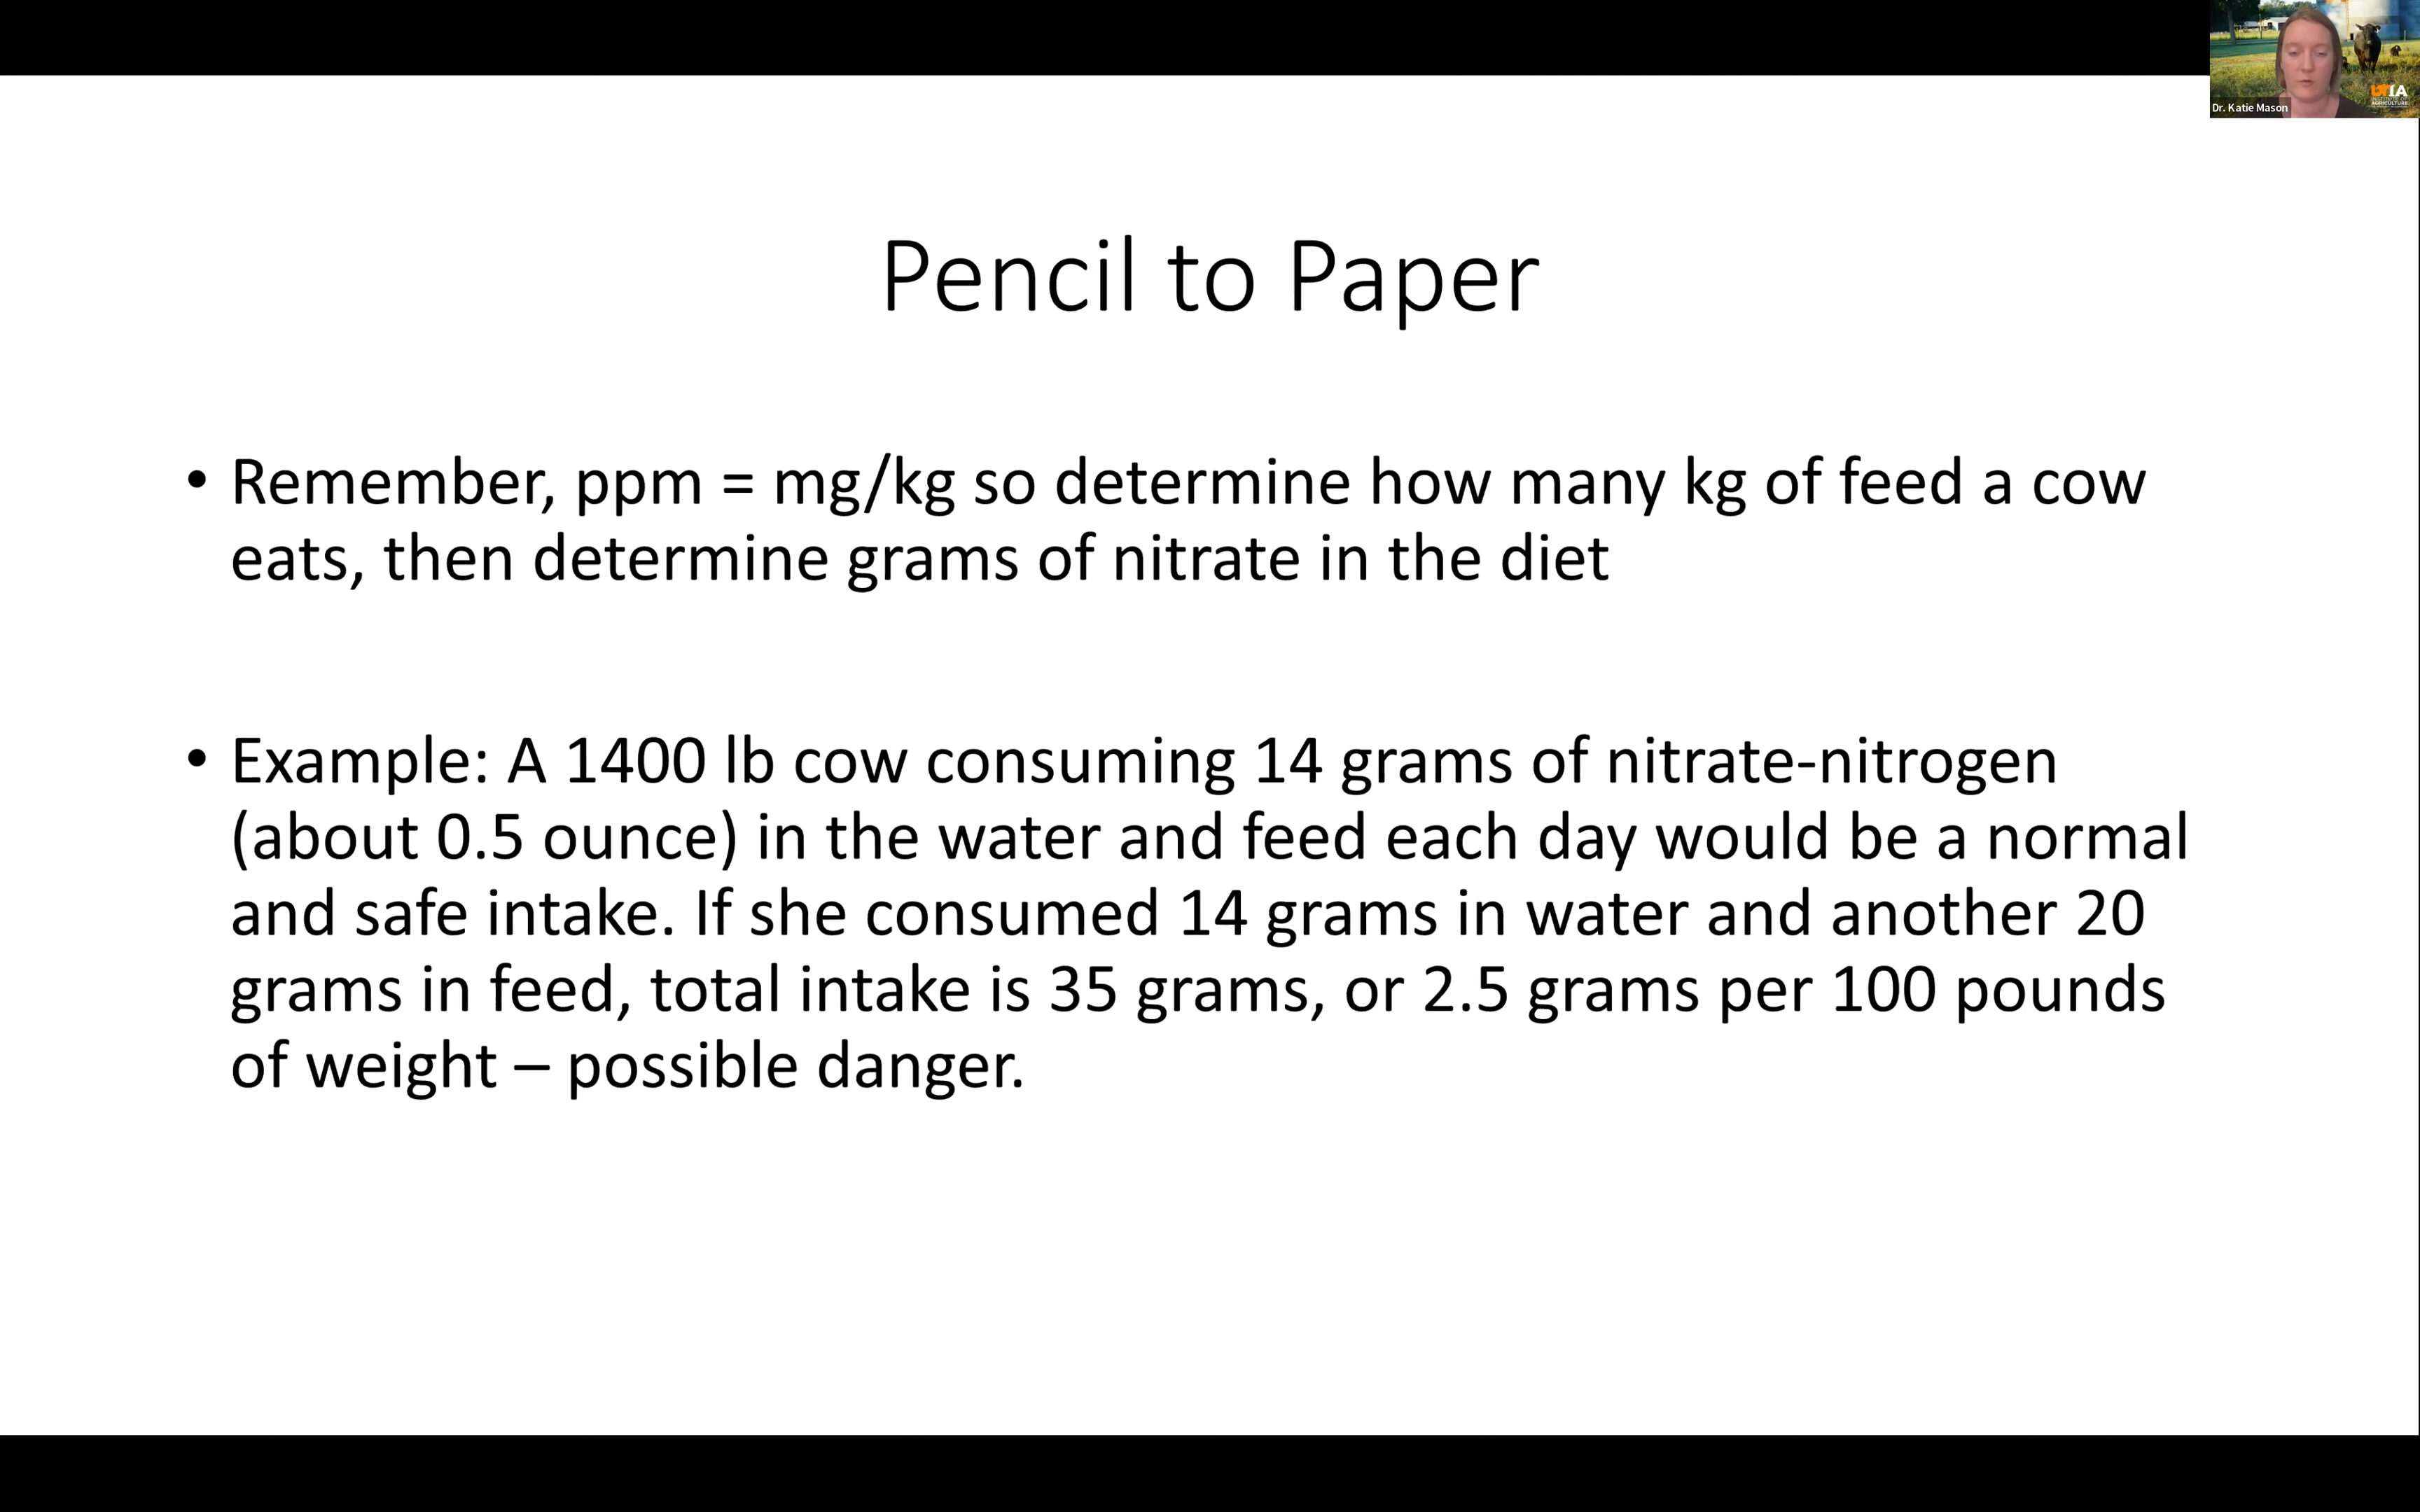 Dr. Katie Mason
UTIA
INSTITUTE OF
AGRICULTURE
Pencil to Paper
• Remember, ppm = mg/kg so determine how many kg of feed a cow
eats, then determine grams of nitrate in the diet
• Example: A 1400 lb cow consuming 14 grams of nitrate-nitrogen
(about 0.5 ounce) in the water and feed each day would be a normal
and safe intake. If she consumed 14 grams in water and another 20
grams in feed, total intake is 35 grams, or 2.5 grams per 100 pounds
of weight – possible danger.